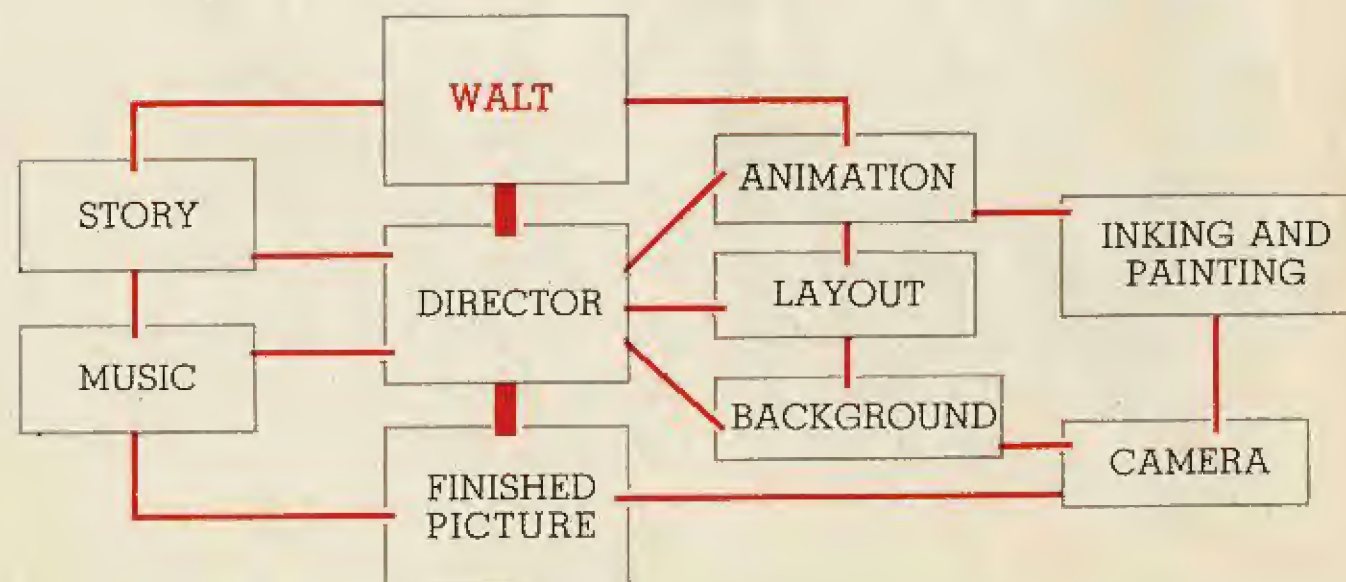 WALT
STORY
ANIMATION
INKING AND
PAINTING
DIRECTOR
LAYOUT
MUSIC
BACKGROUND
CAMERA
FINISHED
PICTURE